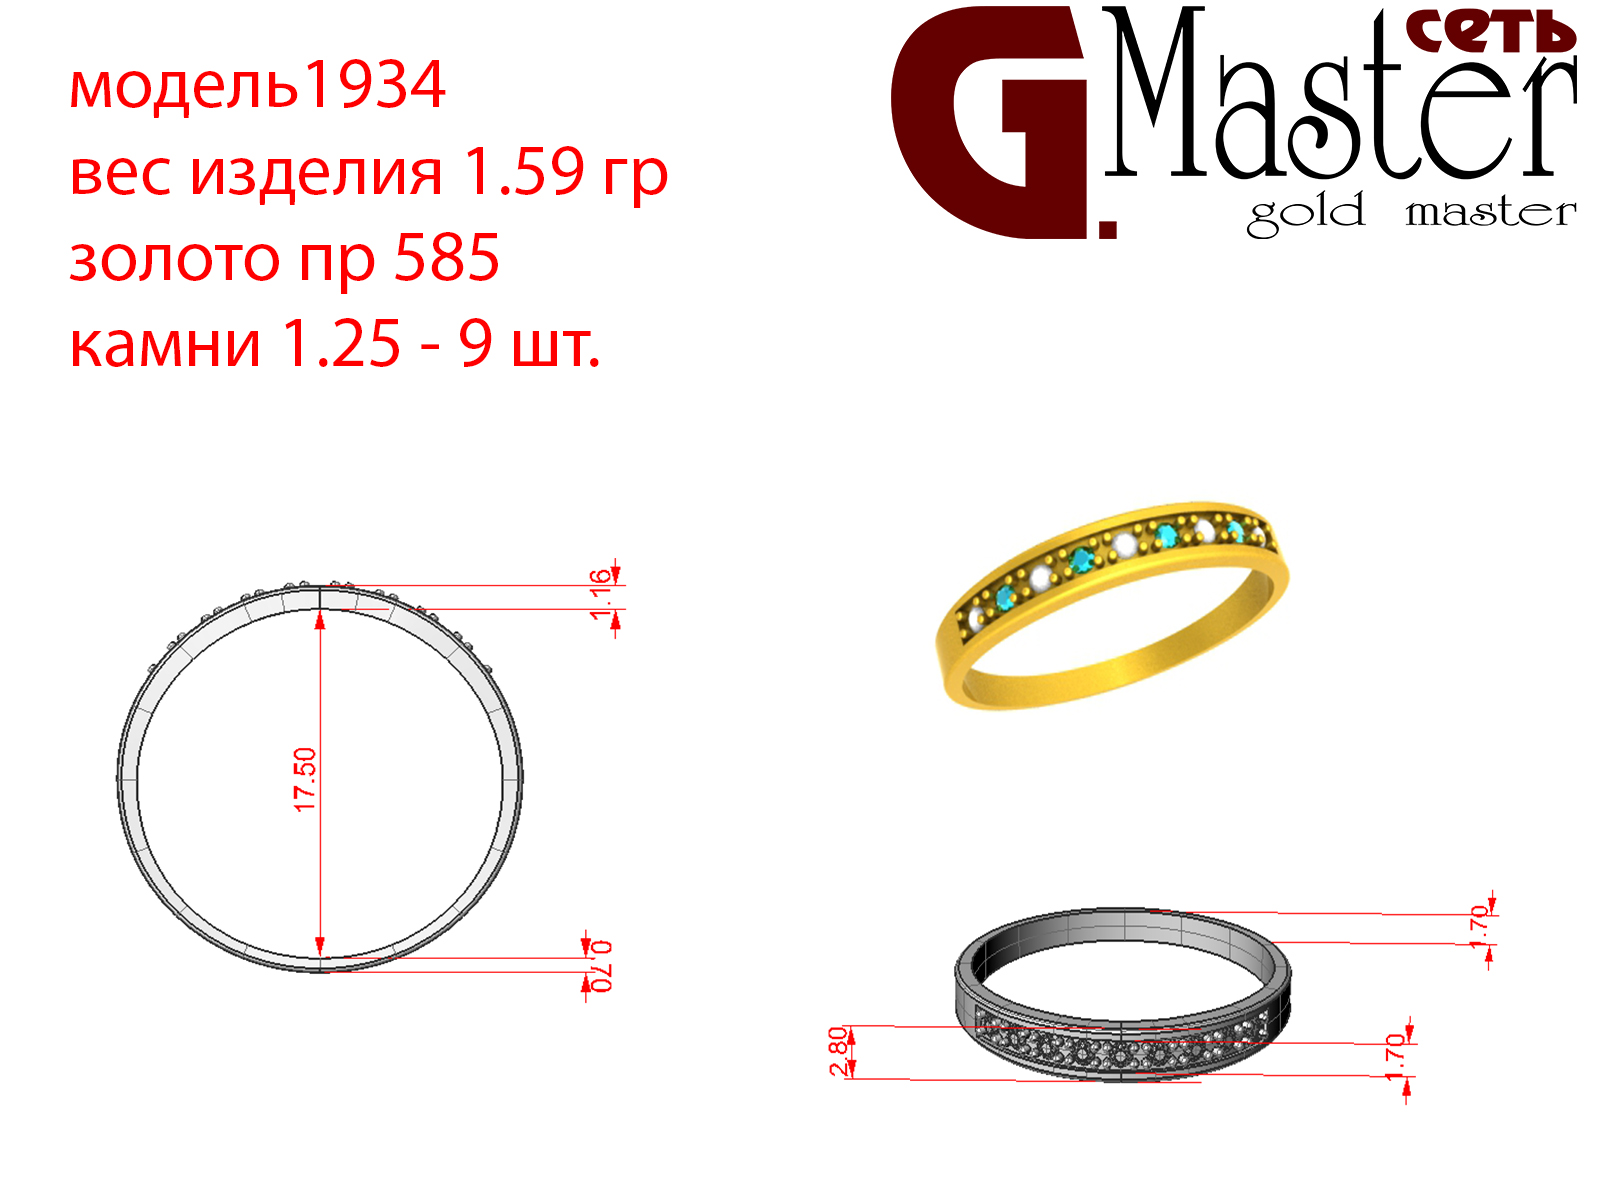 модель1934
вес изделия 1.59 гр
золото пр 585
камни 1.25 - 9 шт.
G.Master сеть
gold master
1.16
17.50
0.70
1.70
2.80
1.70